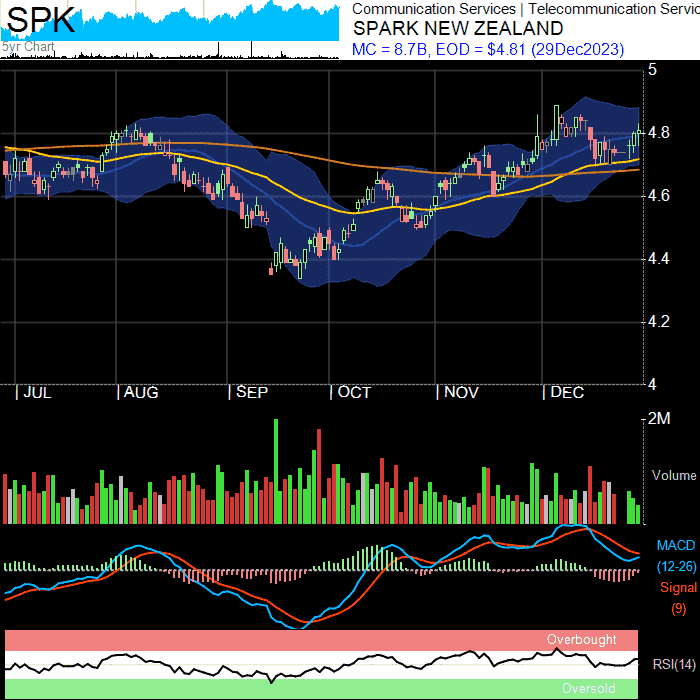 SPK
5yr Chart
Communication Services | Telecommunication Servic
SPARK NEW ZEALAND
MC = 8.7B, EOD = $4.81 (29Dec2023)
5
4.8
4.6
4.4
4.2
4
| JUL | AUG | SEP | OCT | NOV | DEC
2M
Volume
MACD
(12-26)
Signal
(9)
Overbought
RSI(14)
Oversold